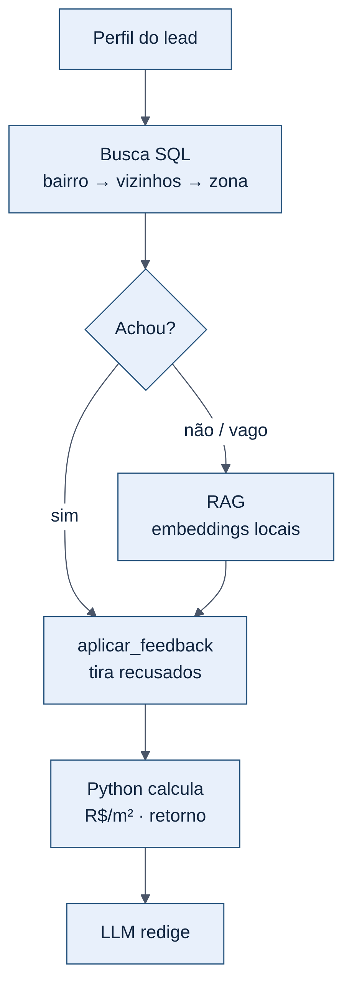 Perfil do lead
Busca SQL
bairro → vizinhos → zona
Achou?
não / vago
RAG
embeddings locais
sim
aplicar_feedback
tira recusados
Python calcula
R$/m² · retorno
LLM redige